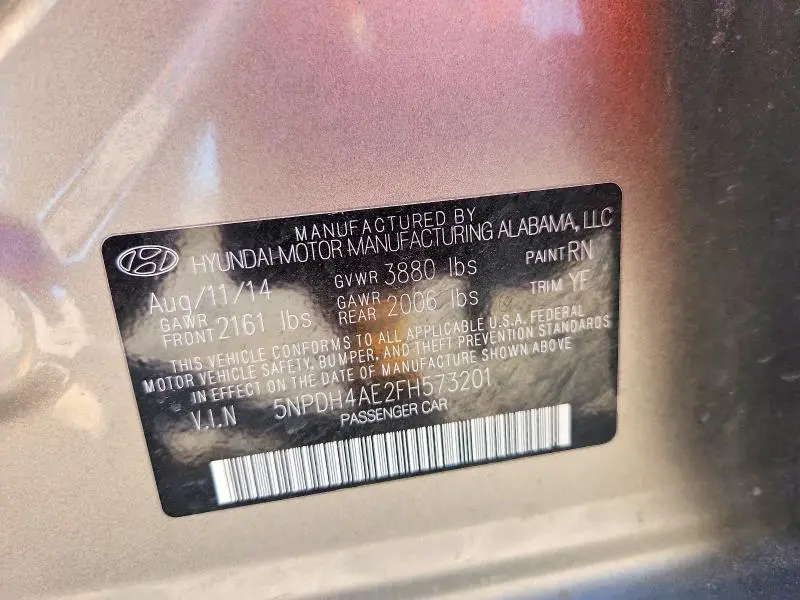 MANUFACTURED BY
HYUNDAI MOTOR MANUFACTURING ALABAMA, LLC
Aug/11/14 GVWR 3880 lbs PAINT RN
GAWR FRONT 2161 lbs GAWR REAR 2006 lbs TRIM YF
THIS VEHICLE CONFORMS TO ALL APPLICABLE U.S.A. FEDERAL
MOTOR VEHICLE SAFETY, BUMPER, AND THEFT PREVENTION STANDARDS
IN EFFECT ON THE DATE OF MANUFACTURE SHOWN ABOVE
V.I.N 5NPDH4AE2FH573201
PASSENGER CAR